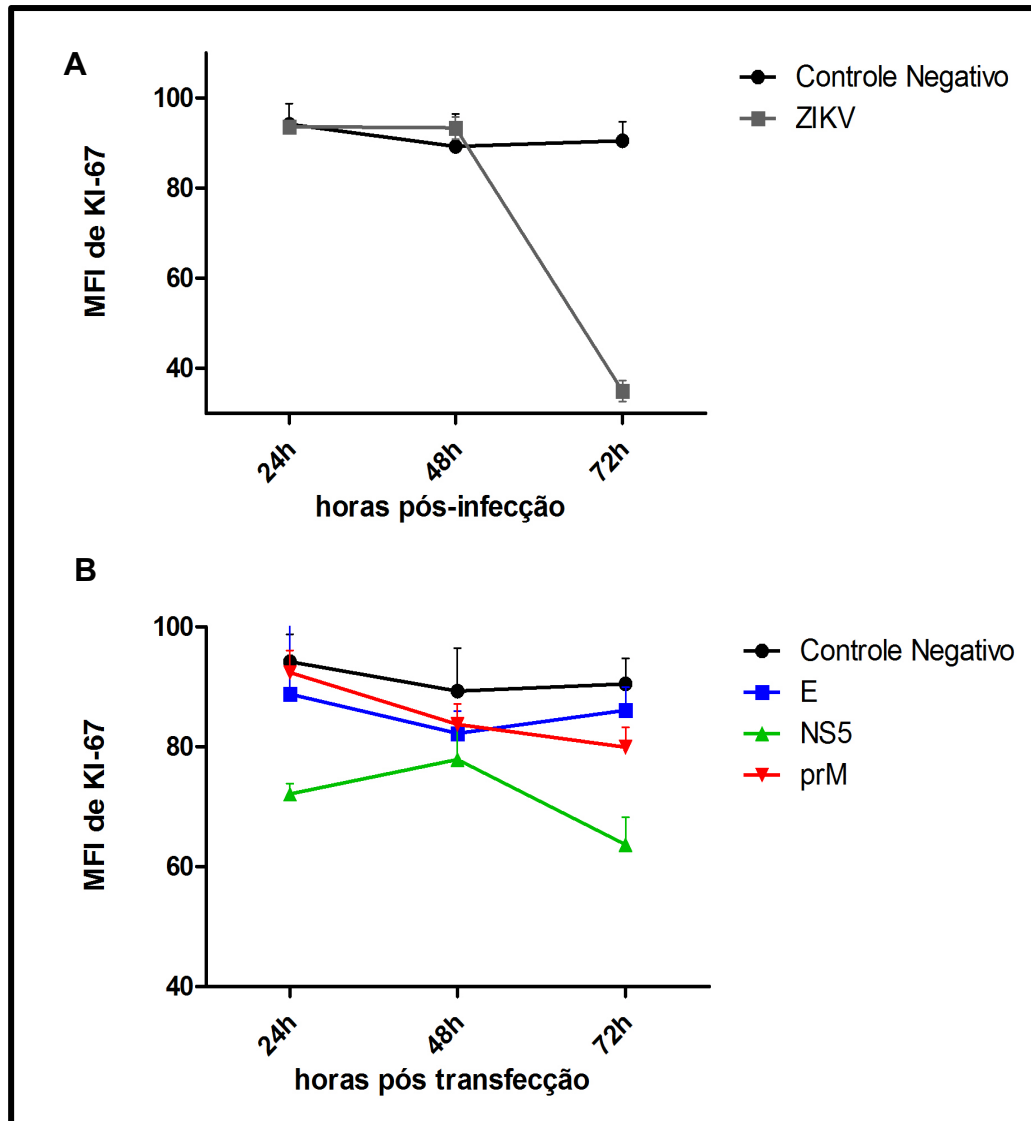 A
Controle Negativo
ZIKV
MFI de KI-67
100
80
60
40
24h
48h
72h
horas pós-infecção
B
Controle Negativo
E
NS5
prM
MFI de KI-67
100
80
60
40
24h
48h
72h
horas pós transfecção